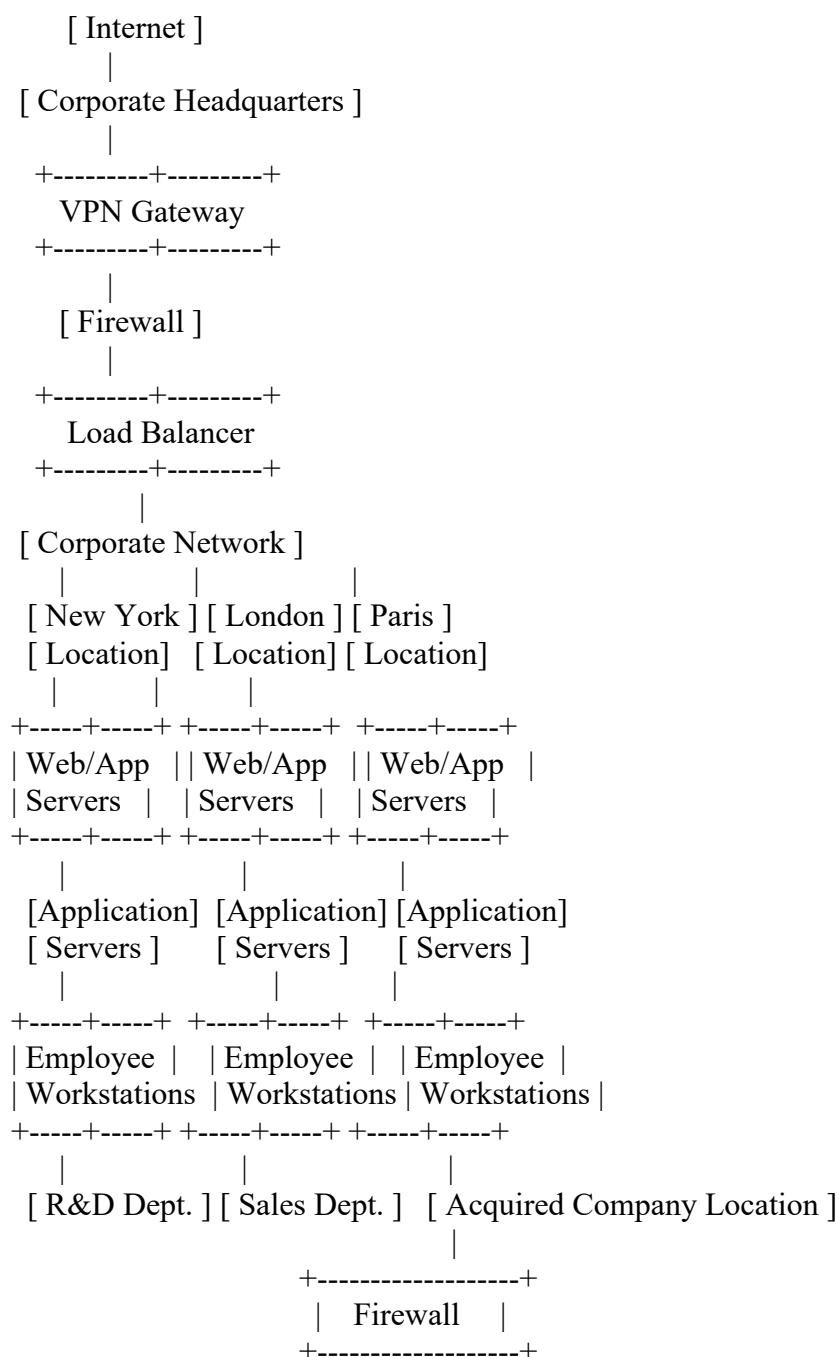 [ Internet ]
|
[ Corporate Headquarters ]
|
+---------+---------+
VPN Gateway
+---------+---------+
|
[ Firewall ]
|
+---------+---------+
Load Balancer
+---------+---------+
|
[ Corporate Network ]
| | |
[ New York ] [ London ] [ Paris ]
[ Location] [ Location] [ Location]
| | |
+-----+-----+ +-----+-----+ +-----+-----+
| Web/App | | Web/App | | Web/App |
| Servers | | Servers | | Servers |
+-----+-----+ +-----+-----+ +-----+-----+
| | |
[Application] [Application] [Application]
[ Servers ] [ Servers ] [ Servers ]
| | |
+-----+-----+ +-----+-----+ +-----+-----+
| Employee | | Employee | | Employee |
| Workstations | Workstations | Workstations |
+-----+-----+ +-----+-----+ +-----+-----+
| | |
[ R&D Dept. ] [ Sales Dept. ] [ Acquired Company Location ]
|
+-------------------+
| Firewall |
+-------------------+